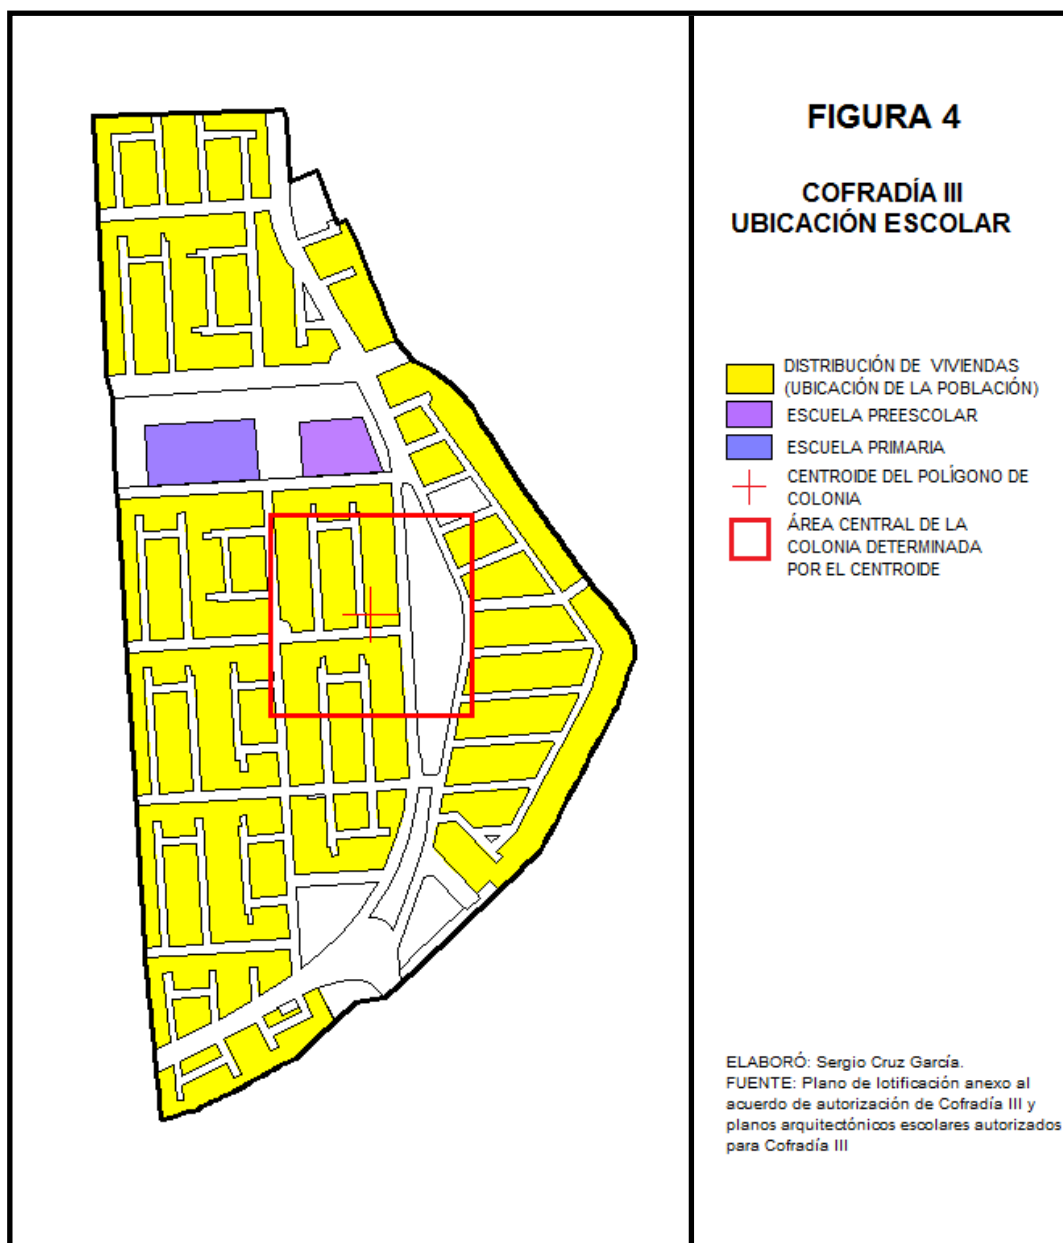 FIGURA 4
COFRADÍA III
UBICACIÓN ESCOLAR
DISTRIBUCIÓN DE VIVIENDAS
(UBICACIÓN DE LA POBLACIÓN)
ESCUELA PREESCOLAR
ESCUELA PRIMARIA
CENTROIDE DEL POLÍGONO DE
COLONIA
ÁREA CENTRAL DE LA
COLONIA DETERMINADA
POR EL CENTROIDE
ELABORÓ: Sergio Cruz García.
FUENTE: Plano de lotificación anexo al
acuerdo de autorización de Cofradía III y
planos arquitectónicos escolares autorizados
para Cofradía III